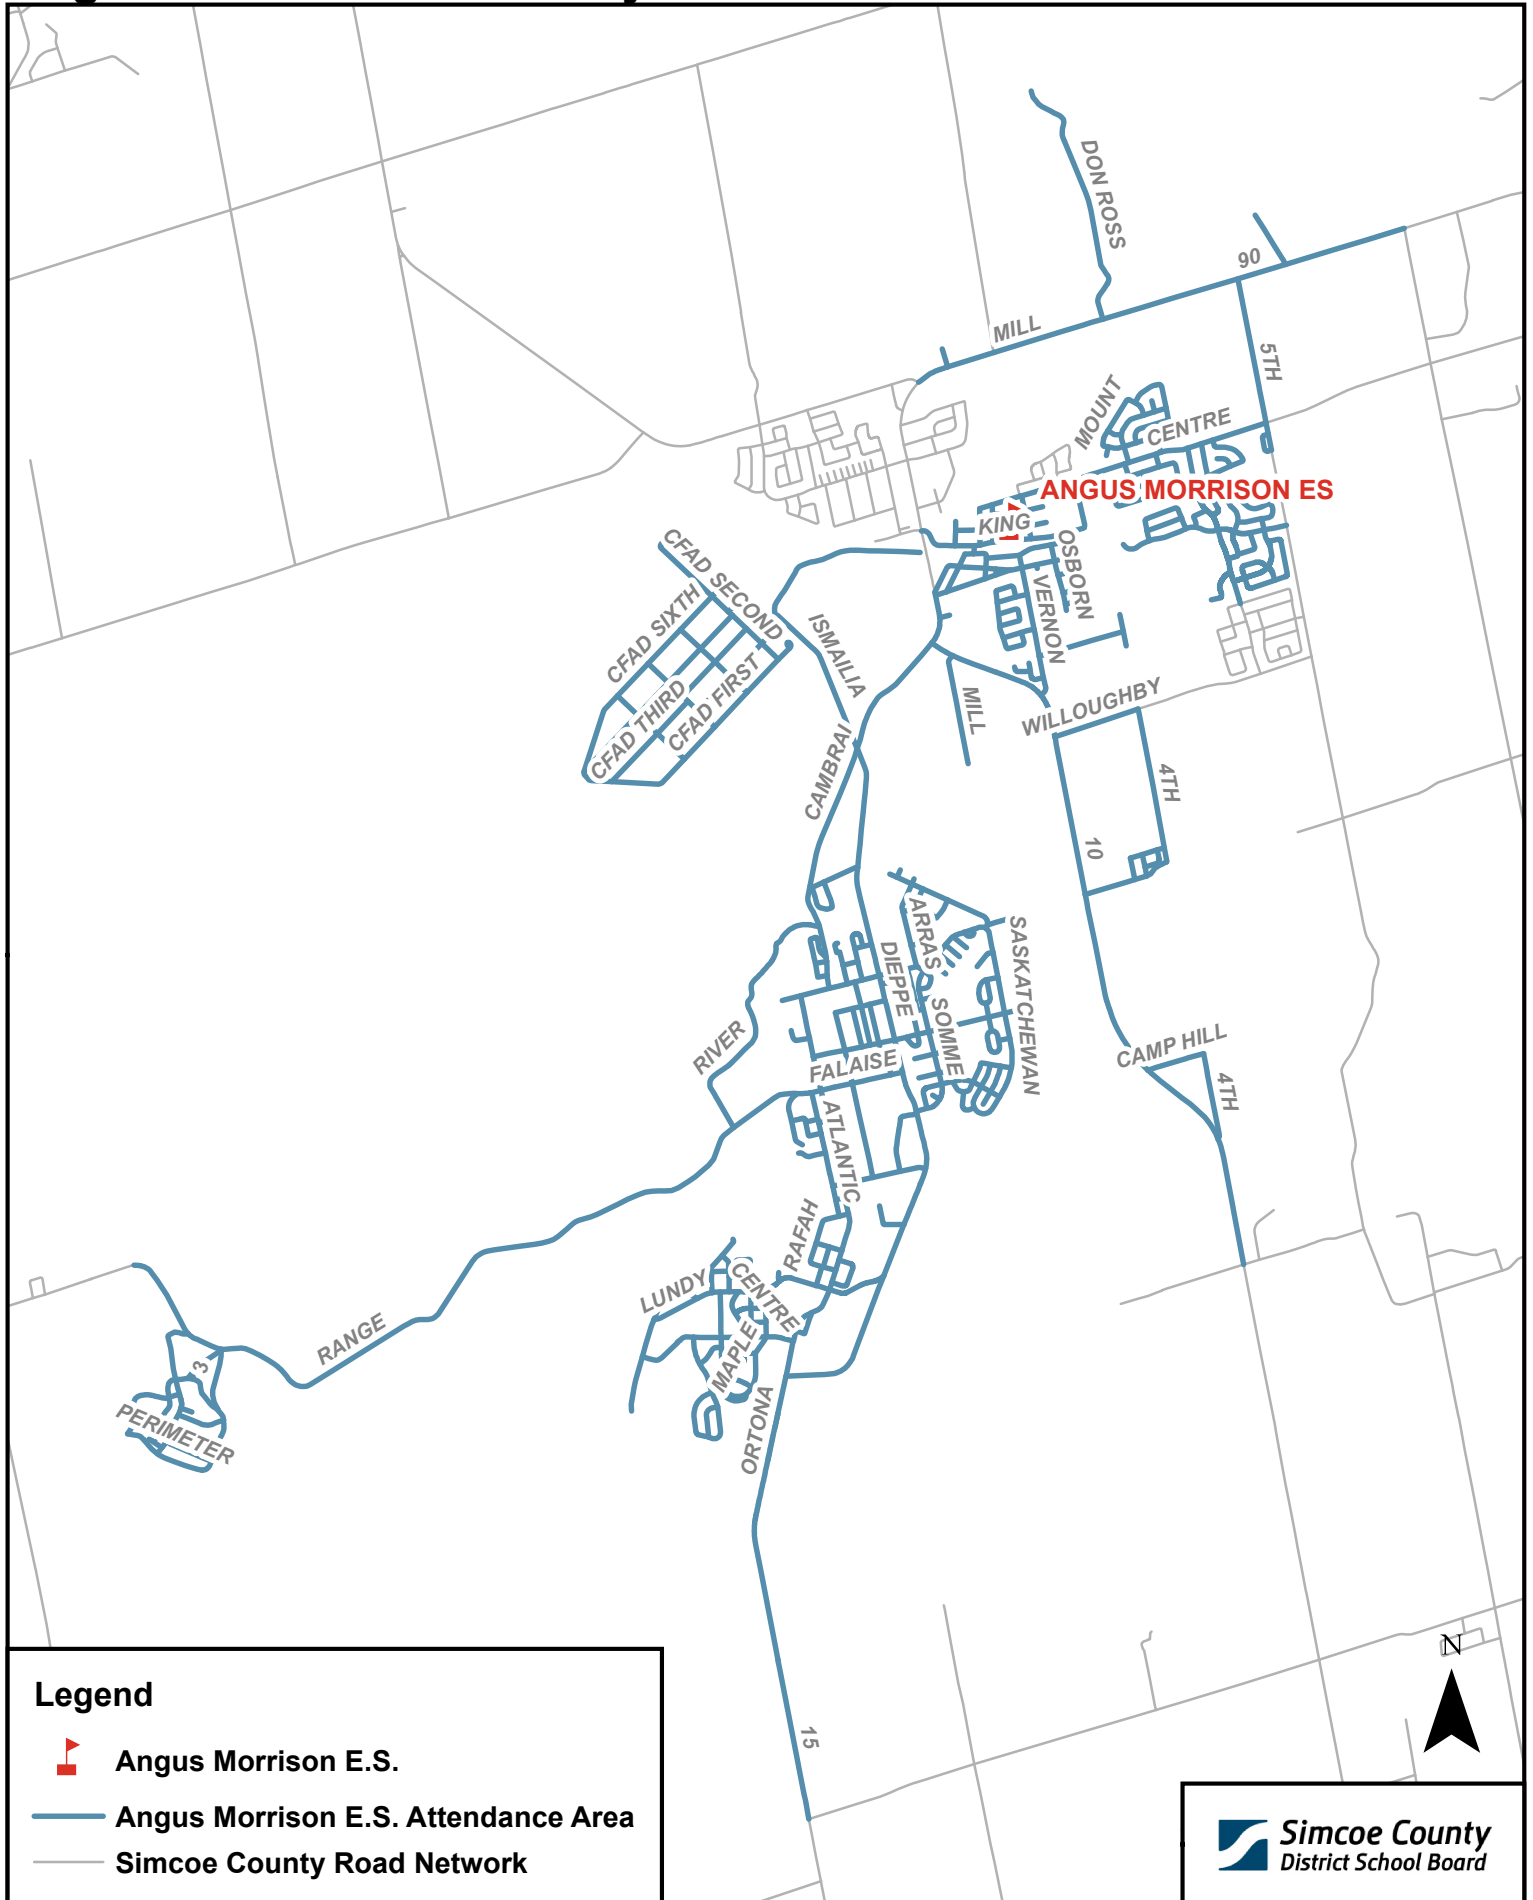 DON ROSS
90
MILL
5TH
MOUNT
CENTRE
ANGUS MORRISON ES
KING
OSBORN
VERNON
CFAD SECOND
CFAD SIXTH
ISMAILIA
CFAD THIRD
CFAD FIRST
MILL
WILLOUGHBY
CAMBRAI
4TH
10
ARRAS
DIEPPE
SASKATCHEWAN
SOMME
RIVER
FALAISE
CAMP HILL
4TH
ATLANTIC
RAFAH
LUNDY
CENTRE
RANGE
MAPLE
3
PERIMETER
ORTONA
15
N
Legend
Angus Morrison E.S.
Angus Morrison E.S. Attendance Area
Simcoe County Road Network
Simcoe County
District School Board